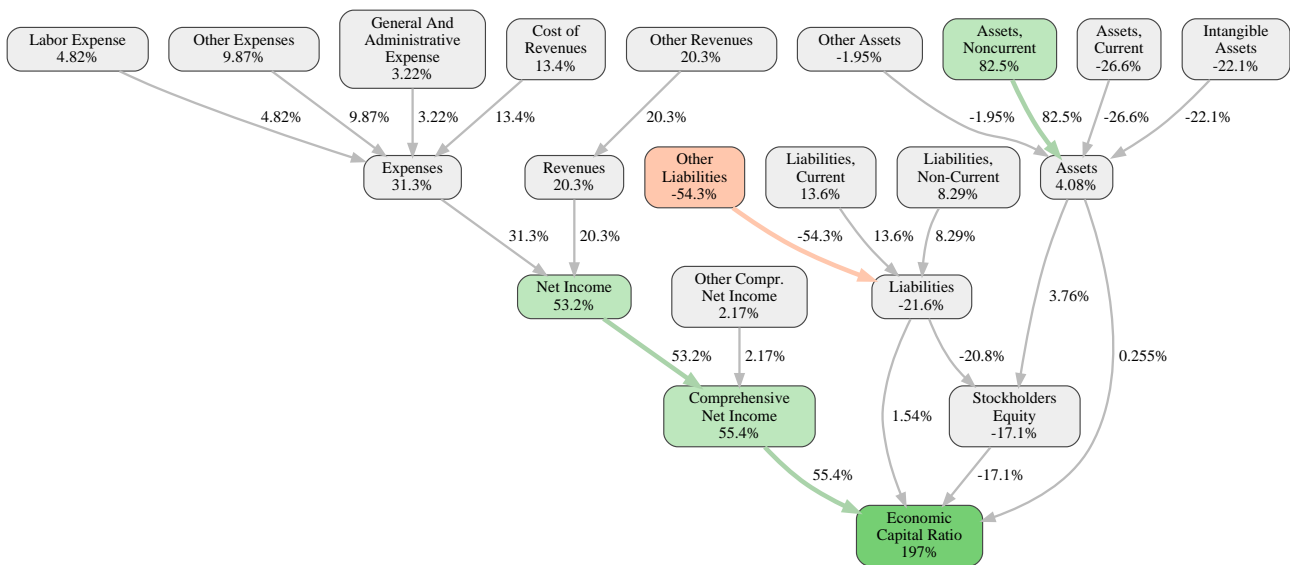 Labor Expense
4.82%
Other Expenses
9.87%
General And
Administrative
Expense
3.22%
Cost of
Revenues
13.4%
Other Revenues
20.3%
Other Assets
-1.95%
Assets,
Noncurrent
82.5%
Assets,
Current
-26.6%
Intangible
Assets
-22.1%
4.82%
9.87%
3.22%
13.4%
20.3%
-1.95%
82.5%
-26.6%
-22.1%
Expenses
31.3%
Revenues
20.3%
Other
Liabilities
-54.3%
Liabilities,
Current
13.6%
Liabilities,
Non-Current
8.29%
Assets
4.08%
31.3%
20.3%
-54.3%
13.6%
8.29%
Net Income
53.2%
Other Compr.
Net Income
2.17%
Liabilities
-21.6%
3.76%
53.2%
2.17%
-20.8%
0.255%
Comprehensive
Net Income
55.4%
1.54%
Stockholders
Equity
-17.1%
55.4%
-17.1%
Economic
Capital Ratio
197%